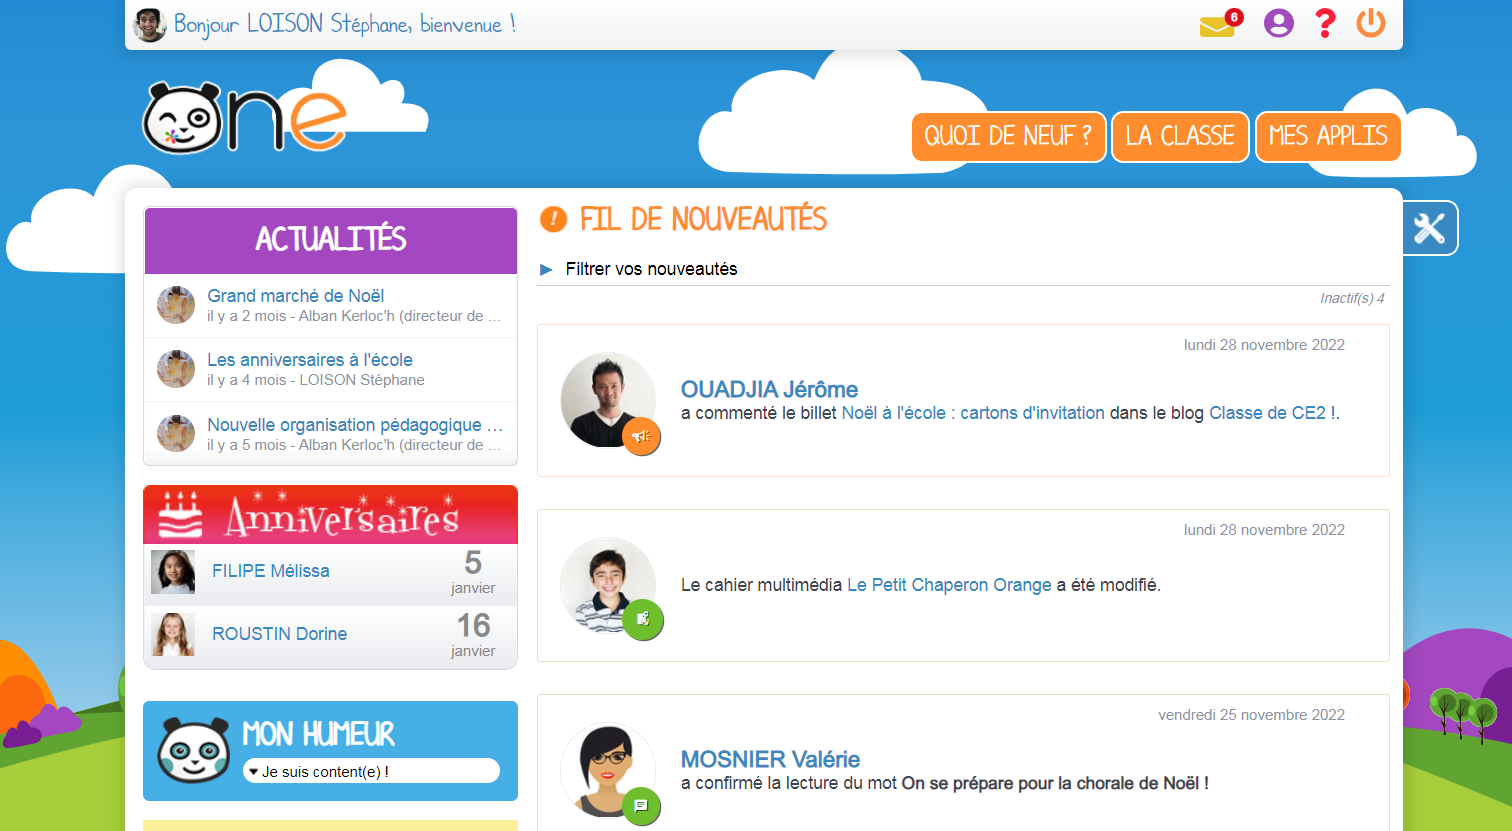 Bonjour LOISON Stéphane, bienvenue !
6
?
one
QUOI DE NEUF ?
LA CLASSE
MES APPLIS
ACTUALITÉS
Grand marché de Noël
il y a 2 mois - Alban Kerloc'h (directeur de …
Les anniversaires à l'école
il y a 4 mois - LOISON Stéphane
Nouvelle organisation pédagogique …
il y a 5 mois - Alban Kerloc'h (directeur de …
Anniversaires
FILIPE Mélissa
5
janvier
ROUSTIN Dorine
16
janvier
MON HUMEUR
Je suis content(e) !
! FIL DE NOUVEAUTÉS
Filtrer vos nouveautés
Inactif(s) 4
lundi 28 novembre 2022
OUADJIA Jérôme
a commenté le billet Noël à l'école : cartons d'invitation dans le blog Classe de CE2 !.
lundi 28 novembre 2022
Le cahier multimédia Le Petit Chaperon Orange a été modifié.
vendredi 25 novembre 2022
MOSNIER Valérie
a confirmé la lecture du mot On se prépare pour la chorale de Noël !